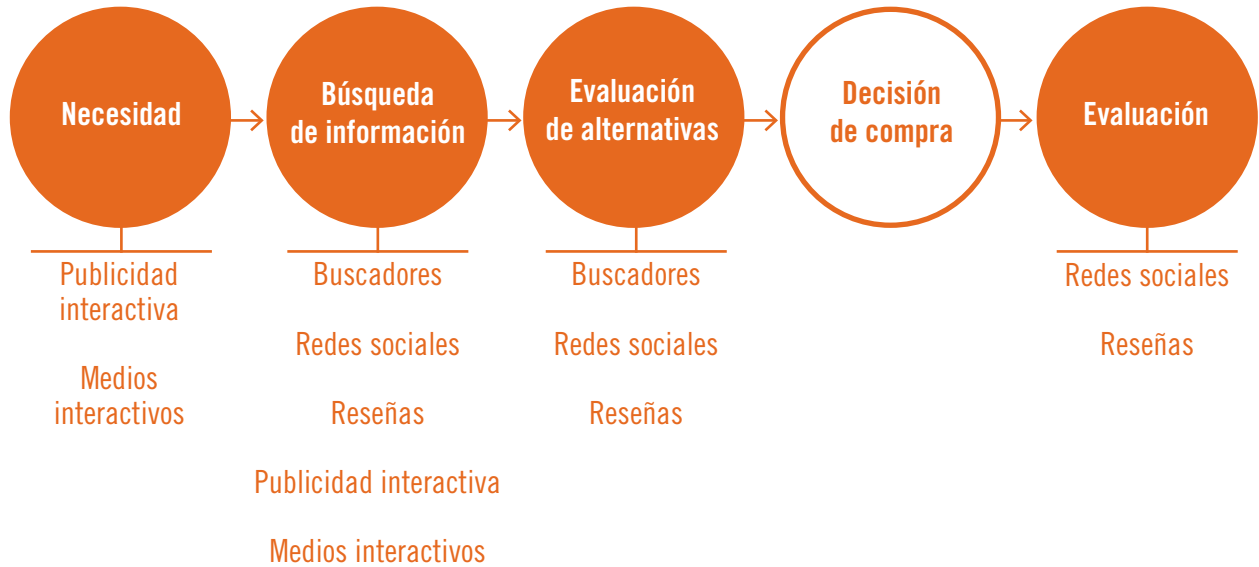 Necesidad
Búsqueda
de información
Evaluación
de alternativas
Decisión
de compra
Evaluación
Publicidad
interactiva
Medios
interactivos
Buscadores
Redes sociales
Reseñas
Publicidad interactiva
Medios interactivos
Buscadores
Redes sociales
Reseñas
Redes sociales
Reseñas